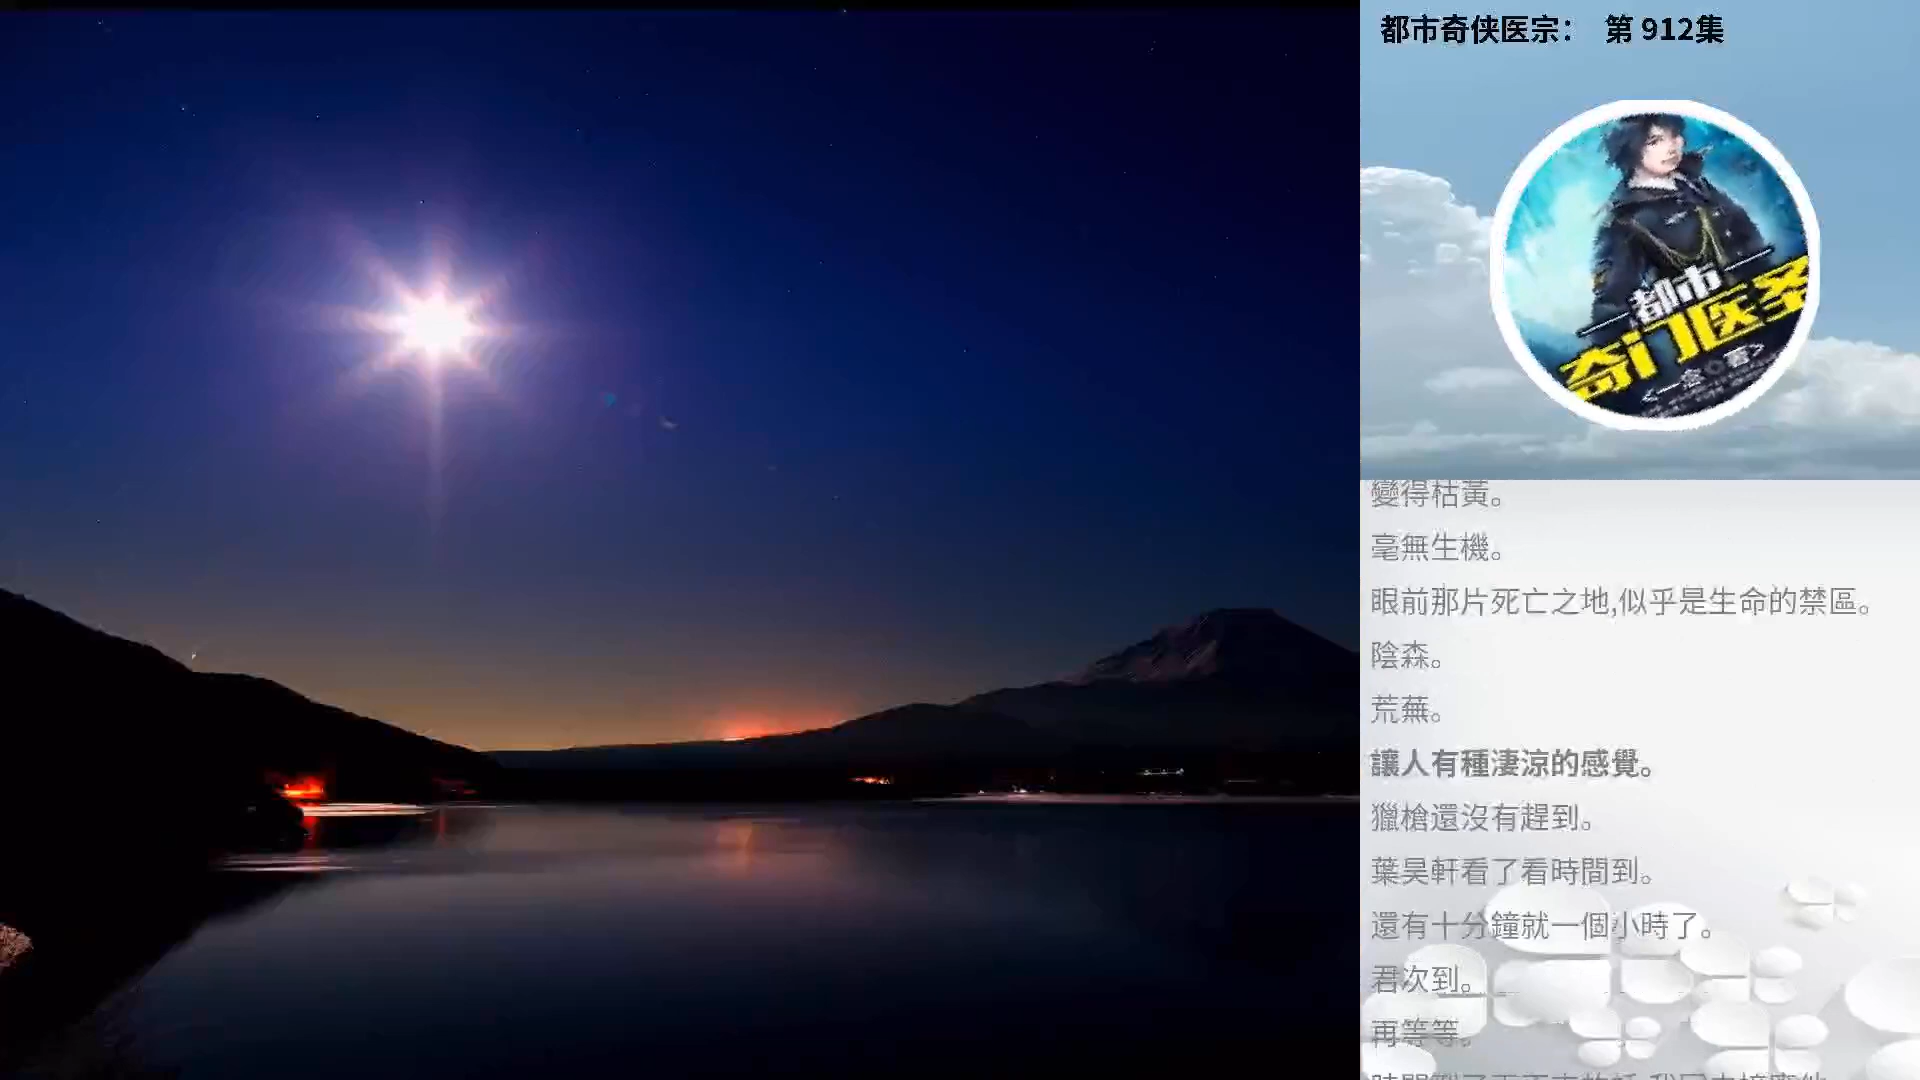 都市奇侠医宗： 第 912集
都市
奇门医圣
变得枯黃。
毫無生機。
眼前那片死亡之地,似乎是生命的禁區。
陰森。
荒蕪。
讓人有種淒涼的感覺。
獵槍還沒有趕到。
葉昊軒看了看時間到。
還有十分鐘就一個小時了。
君次到。
再等等。